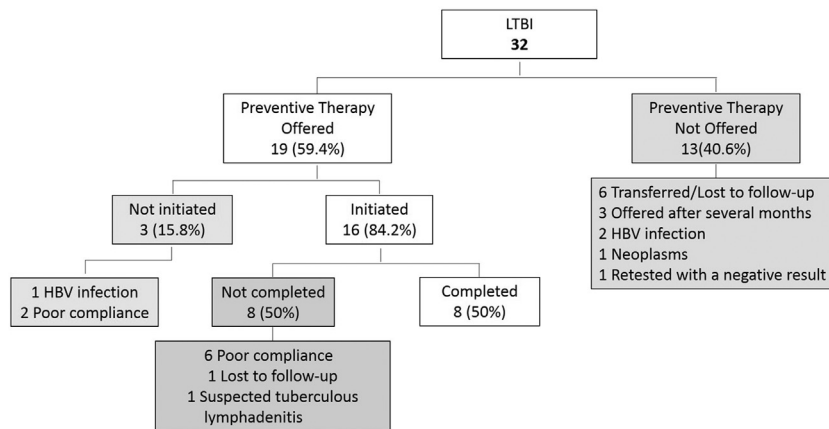 LTBI
32
Preventive Therapy
Offered
19 (59.4%)
Preventive Therapy
Not Offered
13(40.6%)
6 Transferred/Lost to follow-up
3 Offered after several months
2 HBV infection
1 Neoplasms
1 Retested with a negative result
Not initiated
3 (15.8%)
Initiated
16 (84.2%)
1 HBV infection
2 Poor compliance
Not completed
8 (50%)
Completed
8 (50%)
6 Poor compliance
1 Lost to follow-up
1 Suspected tuberculous
lymphadenitis